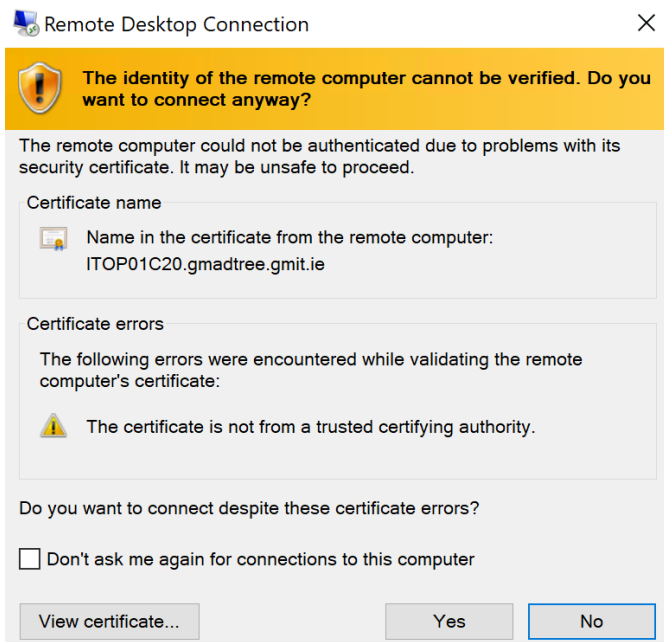 Remote Desktop Connection
The identity of the remote computer cannot be verified. Do you
want to connect anyway?
The remote computer could not be authenticated due to problems with its
security certificate. It may be unsafe to proceed.
Certificate name
Name in the certificate from the remote computer:
ITOP01C20.gmadtree.gmit.ie
Certificate errors
The following errors were encountered while validating the remote
computer's certificate:
The certificate is not from a trusted certifying authority.
Do you want to connect despite these certificate errors?
Don't ask me again for connections to this computer
View certificate...
Yes
No